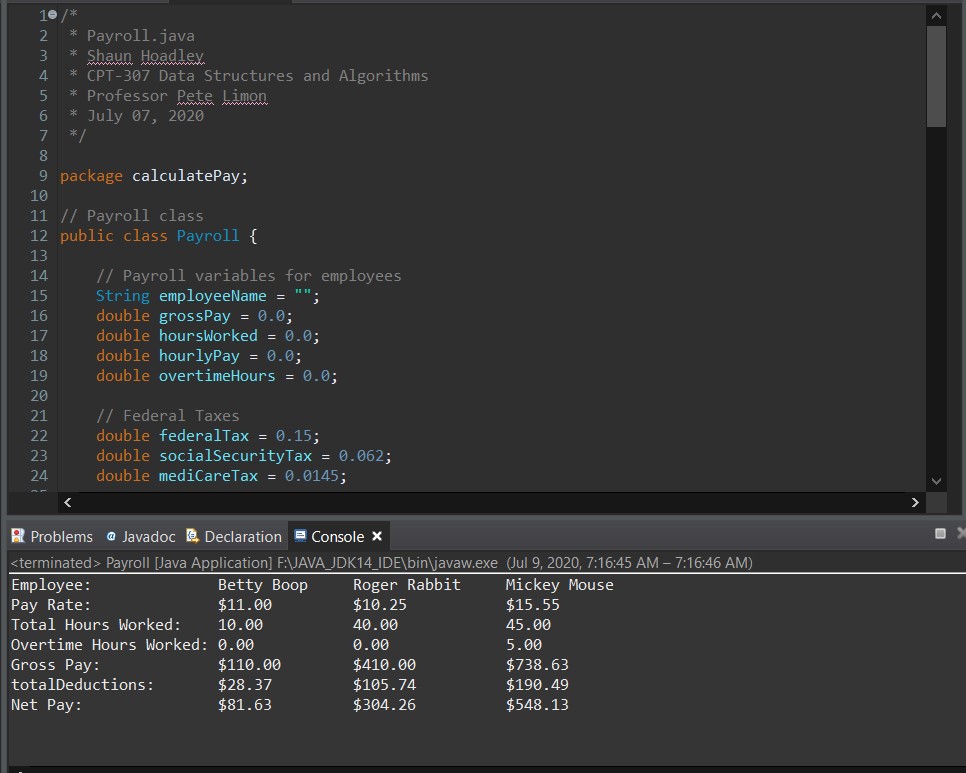 1 /*
2  * Payroll.java
3  * Shaun Hoadley
4  * CPT-307 Data Structures and Algorithms
5  * Professor Pete Limon
6  * July 07, 2020
7  */
8
9 package calculatePay;
10
11 // Payroll class
12 public class Payroll {
13
14     // Payroll variables for employees
15     String employeeName = "";
16     double grossPay = 0.0;
17     double hoursWorked = 0.0;
18     double hourlyPay = 0.0;
19     double overtimeHours = 0.0;
20
21     // Federal Taxes
22     double federalTax = 0.15;
23     double socialSecurityTax = 0.062;
24     double mediCareTax = 0.0145;
Problems @ Javadoc Declaration Console
<terminated> Payroll [Java Application] F:\JAVA_JDK14_IDE\bin\javaw.exe (Jul 9, 2020, 7:16:45 AM – 7:16:46 AM)
Employee: Betty Boop Roger Rabbit Mickey Mouse
Pay Rate: $11.00 $10.25 $15.55
Total Hours Worked: 10.00 40.00 45.00
Overtime Hours Worked: 0.00 0.00 5.00
Gross Pay: $110.00 $410.00 $738.63
totalDeductions: $28.37 $105.74 $190.49
Net Pay: $81.63 $304.26 $548.13